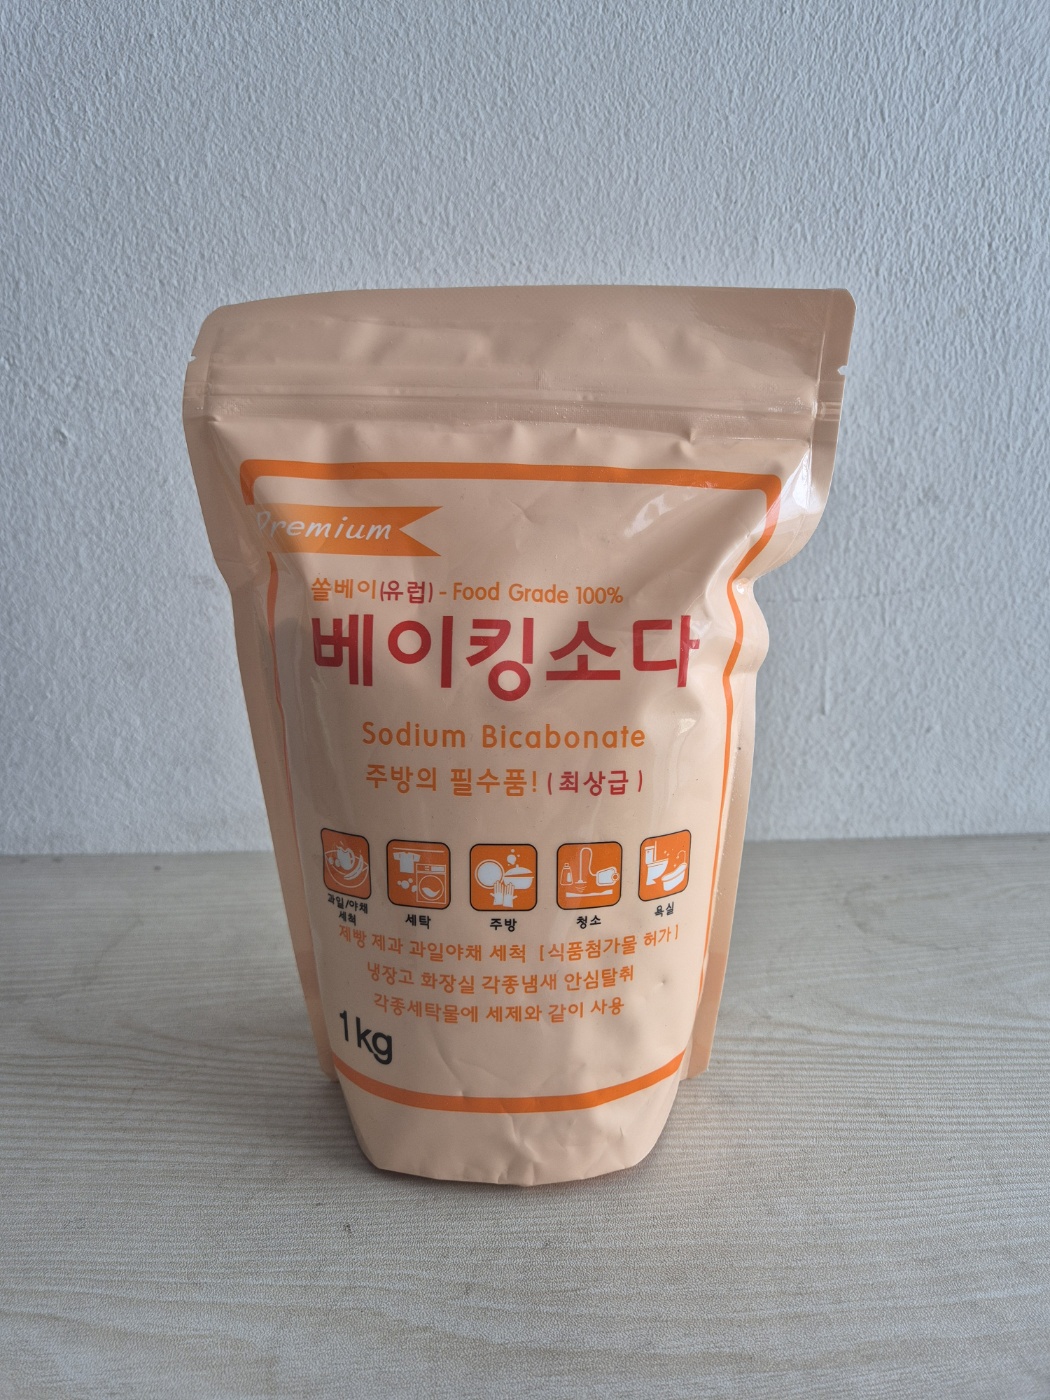 Premium
쏠베이(유럽) - Food Grade 100%
베이킹소다
Sodium Bicabonate
주방의 필수품! (최상급)
과일/야채
세척
세탁
주방
청소
욕실
제빵 제과 과일야채 세척 [식품첨가물 허가]
냉장고 화장실 각종냄새 안심탈취
각종세탁물에 세제와 같이 사용
1kg